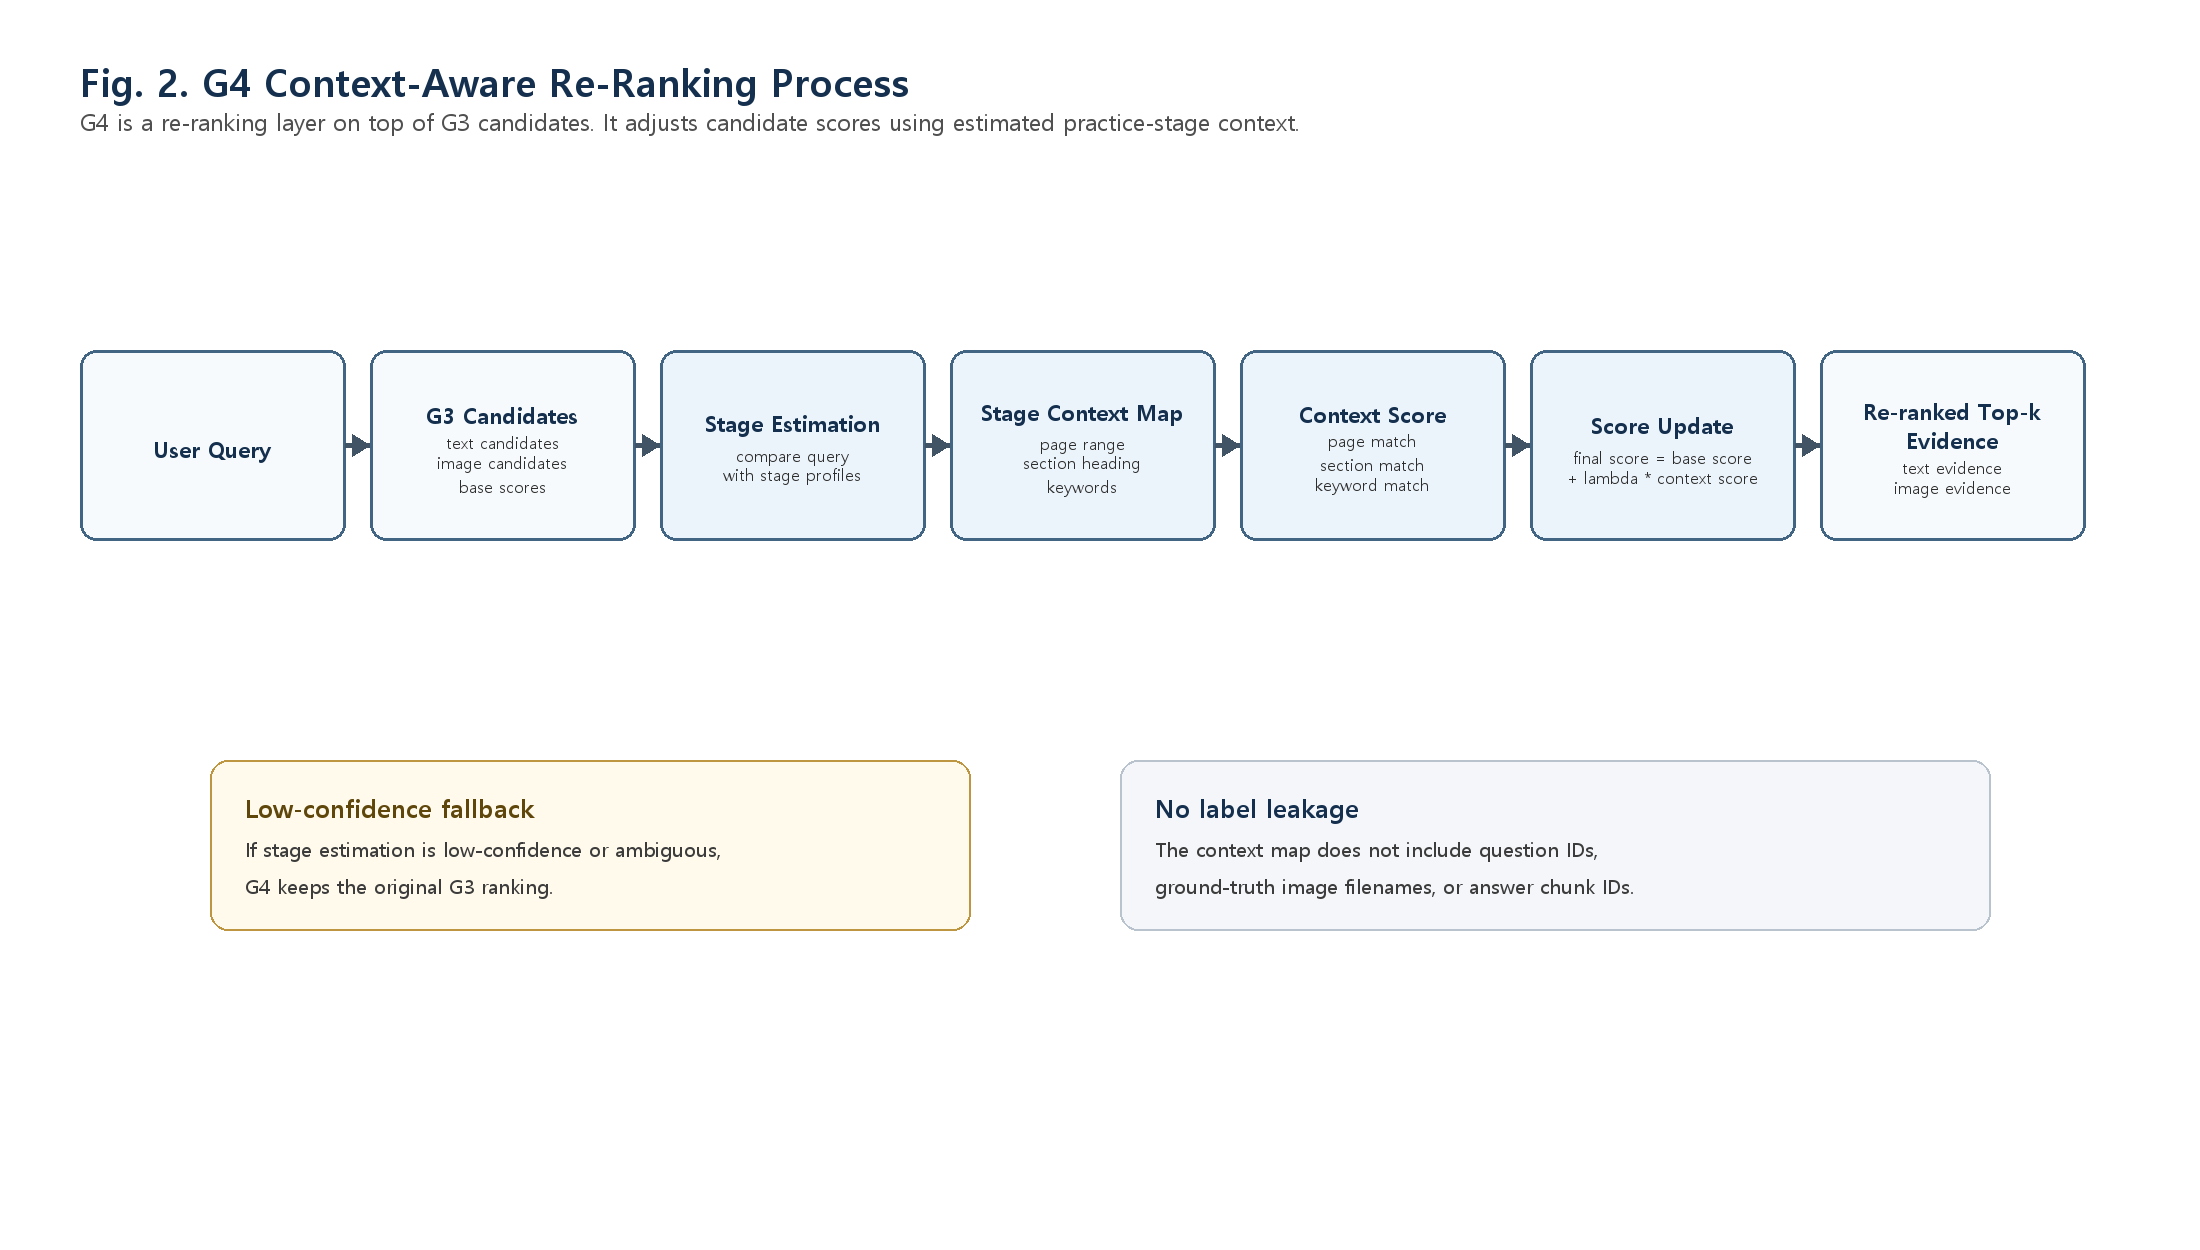 Fig. 2. G4 Context-Aware Re-Ranking Process
G4 is a re-ranking layer on top of G3 candidates. It adjusts candidate scores using estimated practice-stage context.
User Query
G3 Candidates
text candidates
image candidates
base scores
Stage Estimation
compare query
with stage profiles
Stage Context Map
page range
section heading
keywords
Context Score
page match
section match
keyword match
Score Update
final score = base score
+ lambda * context score
Re-ranked Top-k
Evidence
text evidence
image evidence
Low-confidence fallback
If stage estimation is low-confidence or ambiguous,
G4 keeps the original G3 ranking.
No label leakage
The context map does not include question IDs,
ground-truth image filenames, or answer chunk IDs.